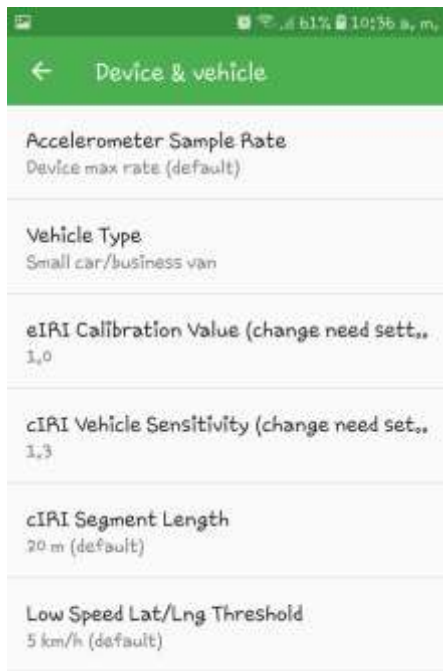 61% 10:36 a. m.
Device & vehicle
Accelerometer Sample Rate
Device max rate (default)
Vehicle Type
Small car/business van
eIRI Calibration Value (change need sett..
1.0
cIRI Vehicle Sensitivity (change need set..
1.3
cIRI Segment Length
20 m (default)
Low Speed Lat/Lng Threshold
5 km/h (default)